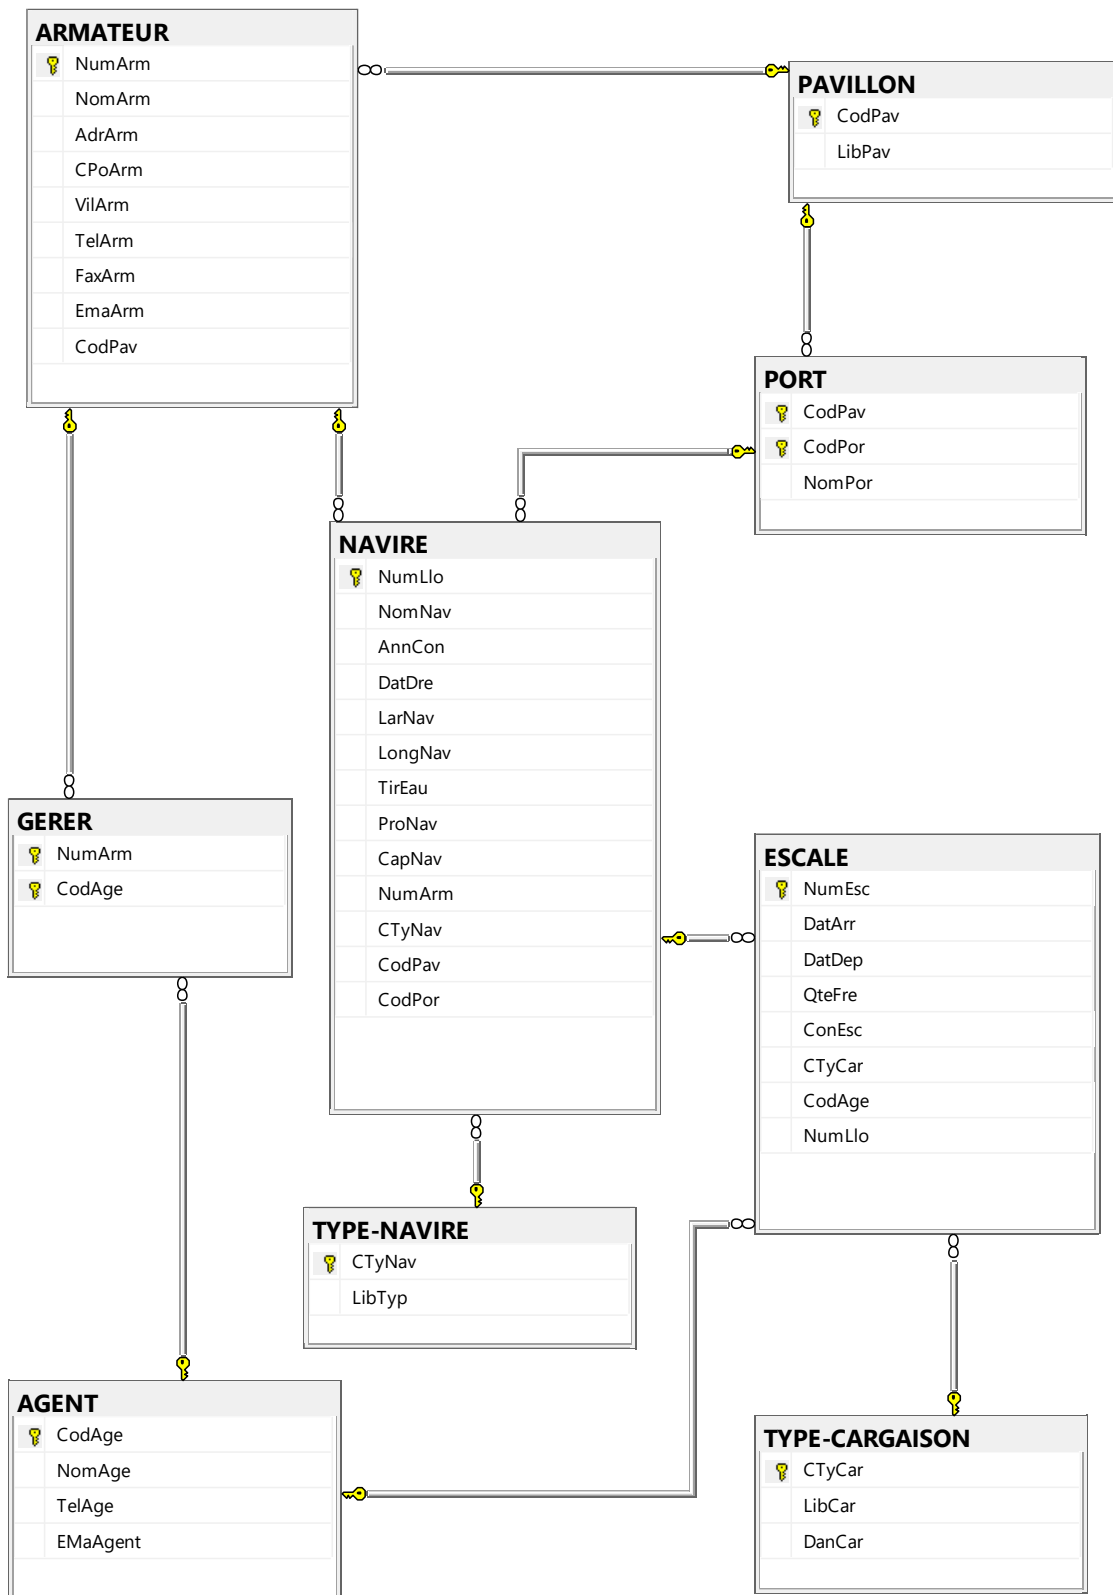 ARMATEUR
NumArm
NomArm
AdrArm
CPoArm
VilArm
TelArm
FaxArm
EmaArm
CodPav
PAVILLON
CodPav
LibPav
PORT
CodPav
CodPor
NomPor
NAVIRE
NumLlo
NomNav
AnnCon
DatDre
LarNav
LongNav
TirEau
ProNav
CapNav
NumArm
CTyNav
CodPav
CodPor
GERER
NumArm
CodAge
ESCALE
NumEsc
DatArr
DatDep
QteFre
ConEsc
CTyCar
CodAge
NumLlo
TYPE-NAVIRE
CTyNav
LibTyp
AGENT
CodAge
NomAge
TelAge
EMaAgent
TYPE-CARGAISON
CTyCar
LibCar
DanCar